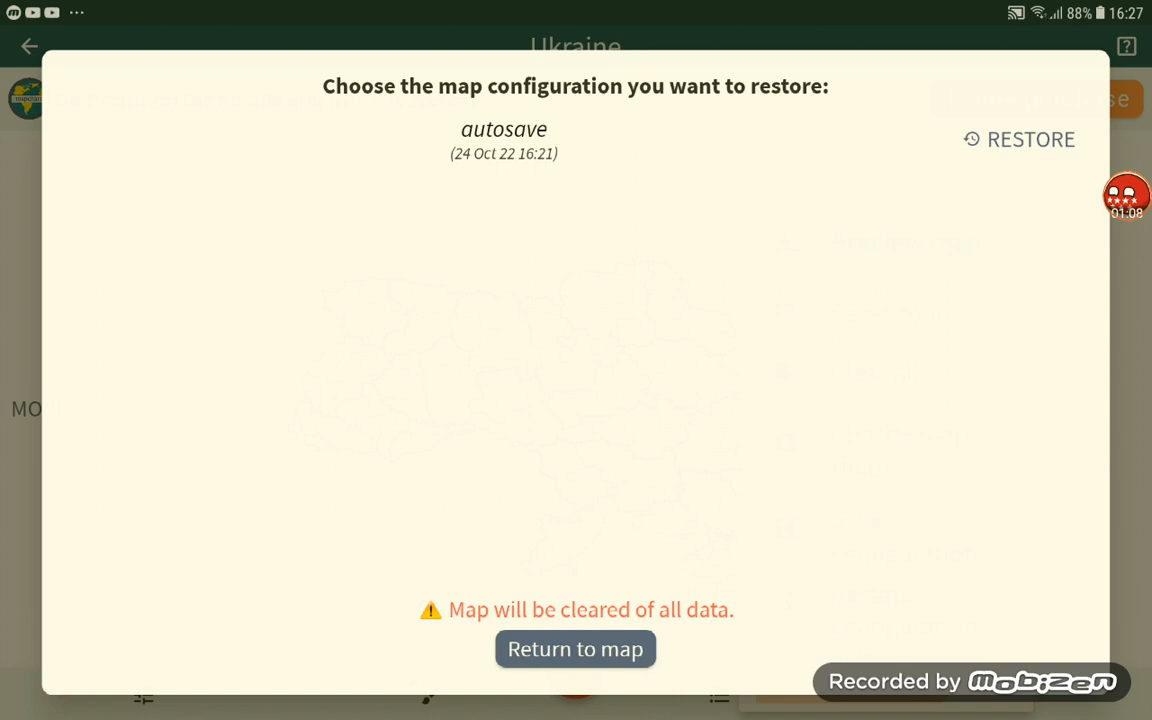 88% 16:27
Ukraine
Choose the map configuration you want to restore:
autosave
(24 Oct 22 16:21)
RESTORE
01:08
MO
⚠ Map will be cleared of all data.
Return to map
Recorded by mobizen